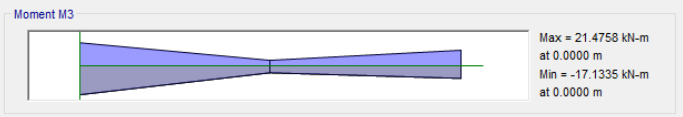 Moment M3
Max = 21.4758 kN-m
at 0.0000 m
Min = -17.1335 kN-m
at 0.0000 m